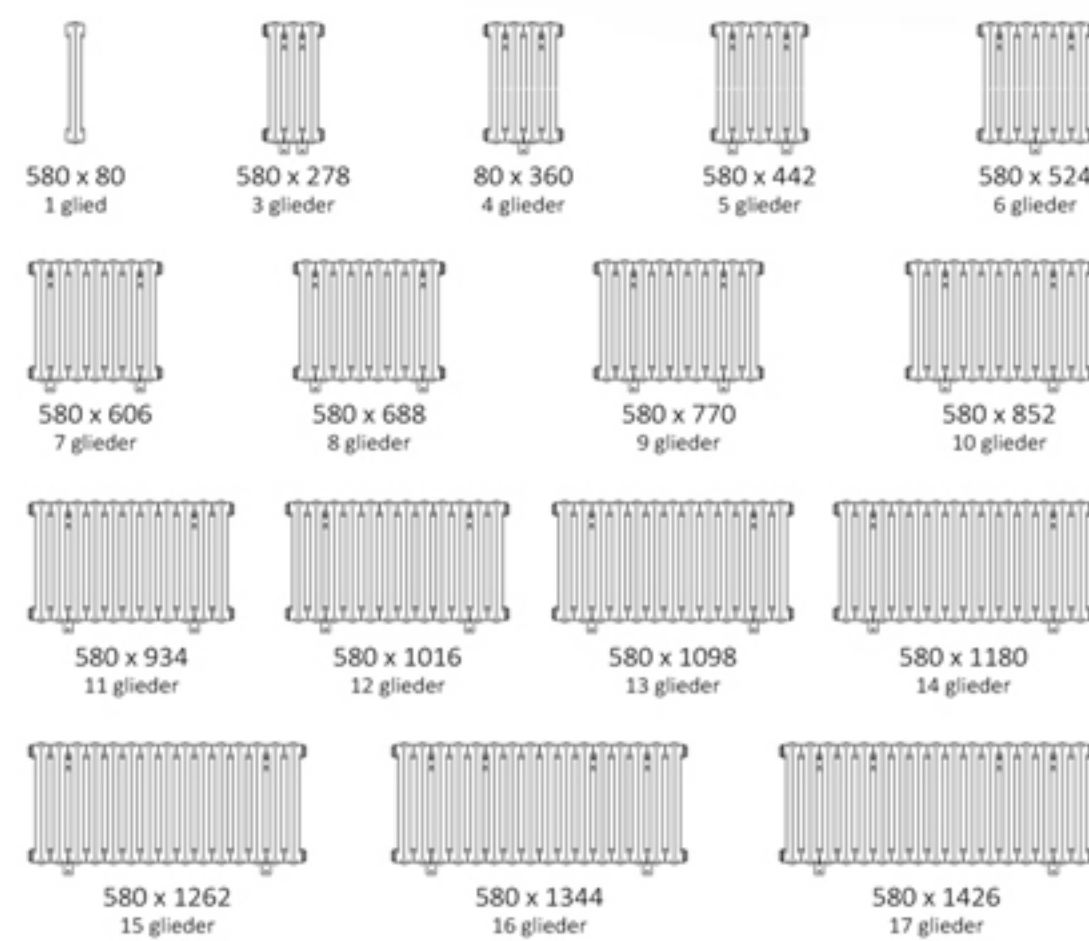 580 x 80
1 glied
580 x 278
3 glieder
80 x 360
4 glieder
580 x 442
5 glieder
580 x 524
6 glieder
580 x 606
7 glieder
580 x 688
8 glieder
580 x 770
9 glieder
580 x 852
10 glieder
580 x 934
11 glieder
580 x 1016
12 glieder
580 x 1098
13 glieder
580 x 1180
14 glieder
580 x 1262
15 glieder
580 x 1344
16 glieder
580 x 1426
17 glieder